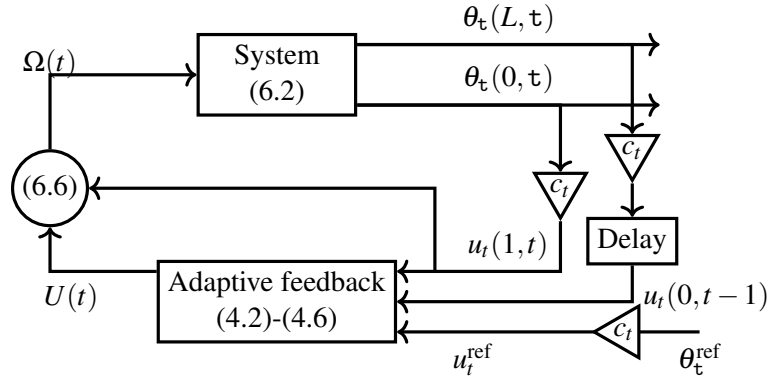 θ_t(L,t)
Ω(t)
System
(6.2)
θ_t(0,t)
c_t
(6.6)
c_t
Delay
u_t(1,t)
Adaptive feedback
(4.2)-(4.6)
U(t)
u_t(0,t−1)
c_t
u_t^ref
θ_t^ref